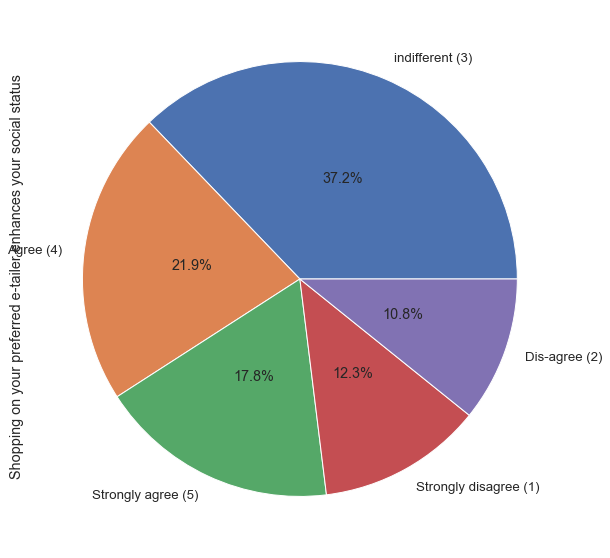 indifferent (3)
37.2%
Shopping on your preferred e-tailer enhances your social status
Agree (4)
21.9%
10.8%
Dis-agree (2)
17.8%
12.3%
Strongly agree (5)
Strongly disagree (1)